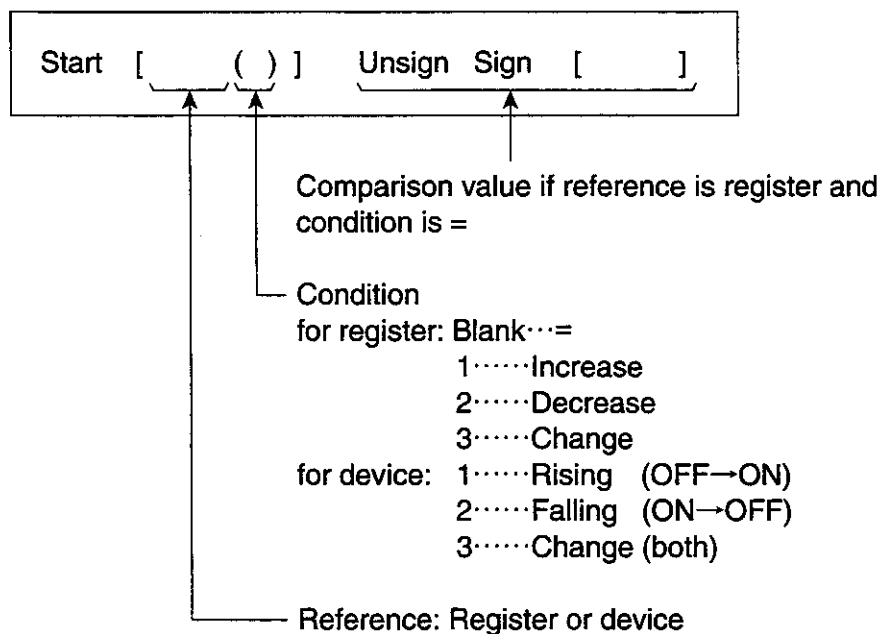 Start [ ( ) ] Unsign Sign [ ]
Comparison value if reference is register and
condition is =
Condition
for register: Blank···=
1······Increase
2······Decrease
3······Change
for device: 1······Rising (OFF→ON)
2······Falling (ON→OFF)
3······Change (both)
Reference: Register or device